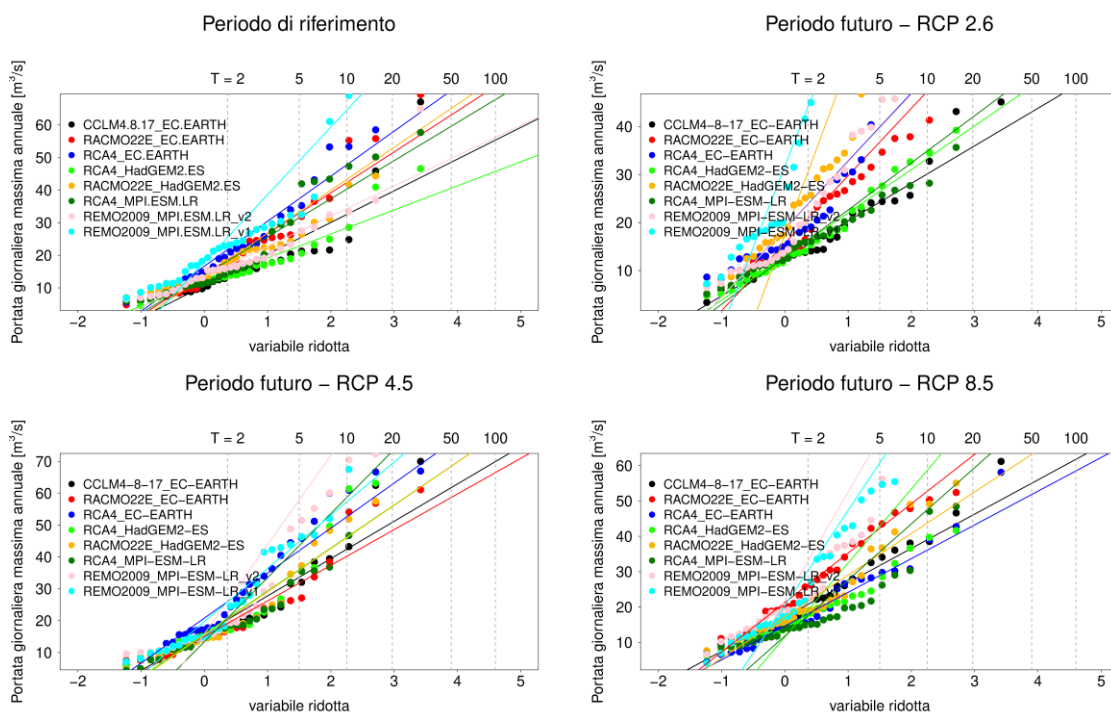 Periodo di riferimento
Portata giornaliera massima annuale [m³/s]
T = 2 5 10 20 50 100
60
50
40
30
20
10
CCLM4.8.17_EC.EARTH
RACMO22E_EC.EARTH
RCA4_EC.EARTH
RCA4_HadGEM2.ES
RACMO22E_HadGEM2.ES
RCA4_MPI.ESM.LR
REMO2009_MPI.ESM.LR_v2
REMO2009_MPI.ESM.LR_v1
−2 −1 0 1 2 3 4 5
variabile ridotta
Periodo futuro − RCP 2.6
Portata giornaliera massima annuale [m³/s]
T = 2 5 10 20 50 100
40
30
20
10
CCLM4−8−17_EC−EARTH
RACMO22E_EC−EARTH
RCA4_EC−EARTH
RCA4_HadGEM2−ES
RACMO22E_HadGEM2−ES
RCA4_MPI−ESM−LR
REMO2009_MPI−ESM−LR_v2
REMO2009_MPI−ESM−LR_v1
−2 −1 0 1 2 3 4 5
variabile ridotta
Periodo futuro − RCP 4.5
Portata giornaliera massima annuale [m³/s]
T = 2 5 10 20 50 100
70
60
50
40
30
20
10
CCLM4−8−17_EC−EARTH
RACMO22E_EC−EARTH
RCA4_EC−EARTH
RCA4_HadGEM2−ES
RACMO22E_HadGEM2−ES
RCA4_MPI−ESM−LR
REMO2009_MPI−ESM−LR_v2
REMO2009_MPI−ESM−LR_v1
−2 −1 0 1 2 3 4 5
variabile ridotta
Periodo futuro − RCP 8.5
Portata giornaliera massima annuale [m³/s]
T = 2 5 10 20 50 100
60
50
40
30
20
10
CCLM4−8−17_EC−EARTH
RACMO22E_EC−EARTH
RCA4_EC−EARTH
RCA4_HadGEM2−ES
RACMO22E_HadGEM2−ES
RCA4_MPI−ESM−LR
REMO2009_MPI−ESM−LR_v2
REMO2009_MPI−ESM−LR_v1
−2 −1 0 1 2 3 4 5
variabile ridotta